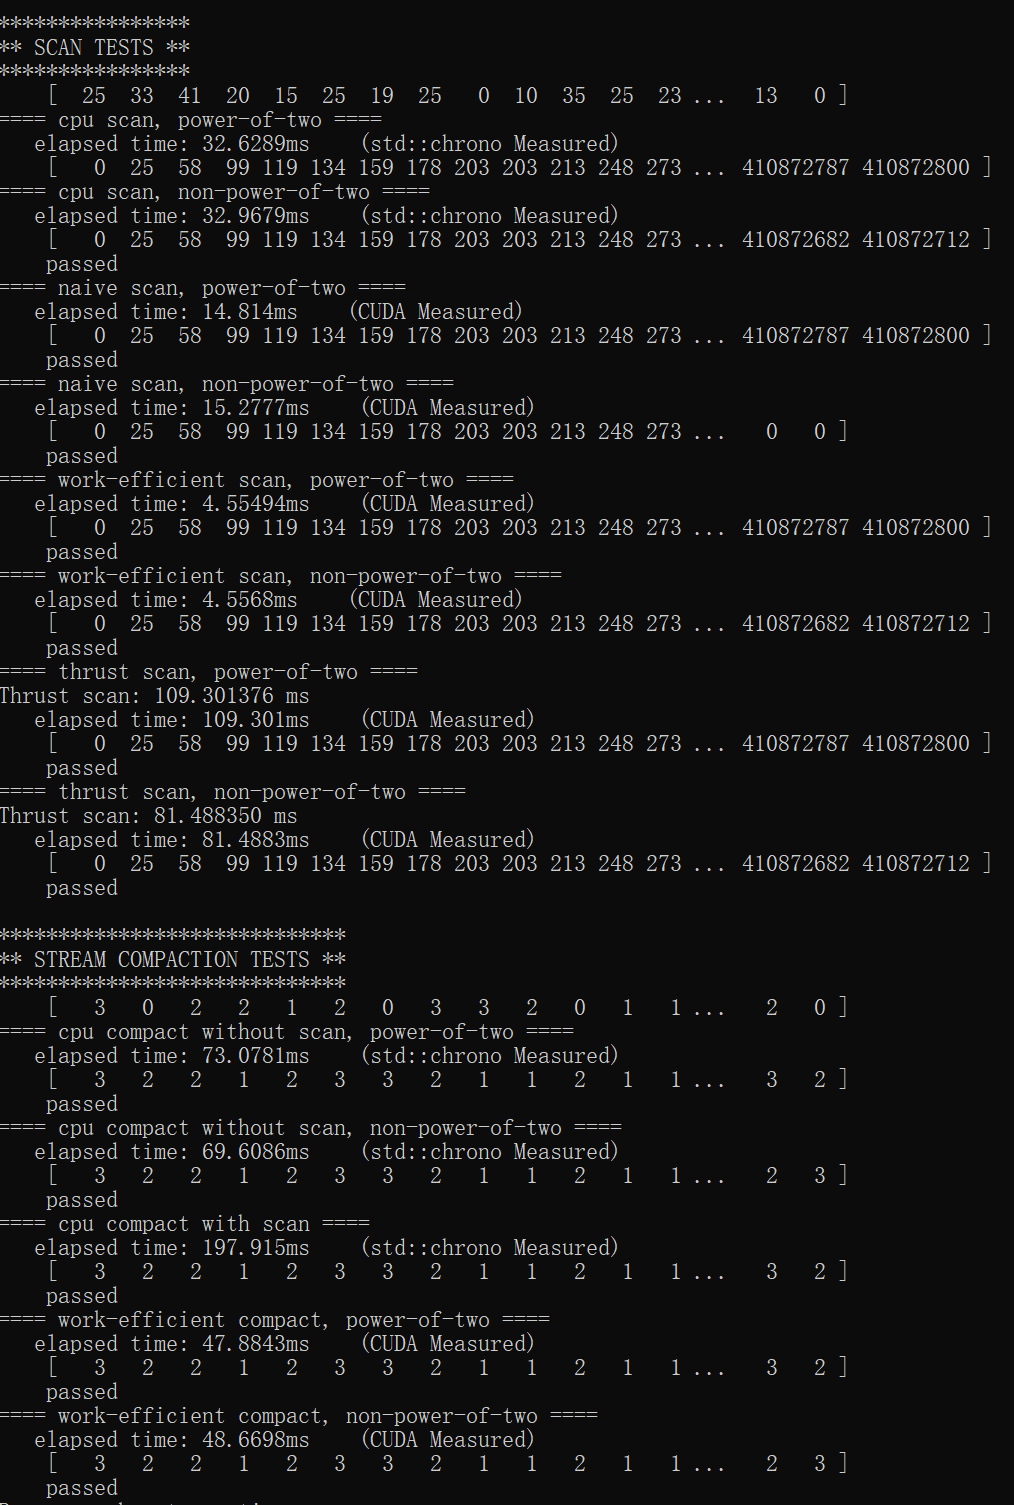 ****************
** SCAN TESTS **
****************
    [  25  33  41  20  15  25  19  25   0  10  35  25  23 ...  13   0 ]
==== cpu scan, power-of-two ====
   elapsed time: 32.6289ms    (std::chrono Measured)
    [   0  25  58  99 119 134 159 178 203 203 213 248 273 ... 410872787 410872800 ]
==== cpu scan, non-power-of-two ====
   elapsed time: 32.9679ms    (std::chrono Measured)
    [   0  25  58  99 119 134 159 178 203 203 213 248 273 ... 410872682 410872712 ]
    passed
==== naive scan, power-of-two ====
   elapsed time: 14.814ms    (CUDA Measured)
    [   0  25  58  99 119 134 159 178 203 203 213 248 273 ... 410872787 410872800 ]
    passed
==== naive scan, non-power-of-two ====
   elapsed time: 15.2777ms    (CUDA Measured)
    [   0  25  58  99 119 134 159 178 203 203 213 248 273 ...   0   0 ]
    passed
==== work-efficient scan, power-of-two ====
   elapsed time: 4.55494ms    (CUDA Measured)
    [   0  25  58  99 119 134 159 178 203 203 213 248 273 ... 410872787 410872800 ]
    passed
==== work-efficient scan, non-power-of-two ====
   elapsed time: 4.5568ms    (CUDA Measured)
    [   0  25  58  99 119 134 159 178 203 203 213 248 273 ... 410872682 410872712 ]
    passed
==== thrust scan, power-of-two ====
Thrust scan: 109.301376 ms
   elapsed time: 109.301ms    (CUDA Measured)
    [   0  25  58  99 119 134 159 178 203 203 213 248 273 ... 410872787 410872800 ]
    passed
==== thrust scan, non-power-of-two ====
Thrust scan: 81.488350 ms
   elapsed time: 81.4883ms    (CUDA Measured)
    [   0  25  58  99 119 134 159 178 203 203 213 248 273 ... 410872682 410872712 ]
    passed

*****************************
** STREAM COMPACTION TESTS **
*****************************
    [   3   0   2   2   1   2   0   3   3   2   0   1   1 ...   2   0 ]
==== cpu compact without scan, power-of-two ====
   elapsed time: 73.0781ms    (std::chrono Measured)
    [   3   2   2   1   2   3   3   2   1   1   2   1   1 ...   3   2 ]
    passed
==== cpu compact without scan, non-power-of-two ====
   elapsed time: 69.6086ms    (std::chrono Measured)
    [   3   2   2   1   2   3   3   2   1   1   2   1   1 ...   2   3 ]
    passed
==== cpu compact with scan ====
   elapsed time: 197.915ms    (std::chrono Measured)
    [   3   2   2   1   2   3   3   2   1   1   2   1   1 ...   3   2 ]
    passed
==== work-efficient compact, power-of-two ====
   elapsed time: 47.8843ms    (CUDA Measured)
    [   3   2   2   1   2   3   3   2   1   1   2   1   1 ...   3   2 ]
    passed
==== work-efficient compact, non-power-of-two ====
   elapsed time: 48.6698ms    (CUDA Measured)
    [   3   2   2   1   2   3   3   2   1   1   2   1   1 ...   2   3 ]
    passed